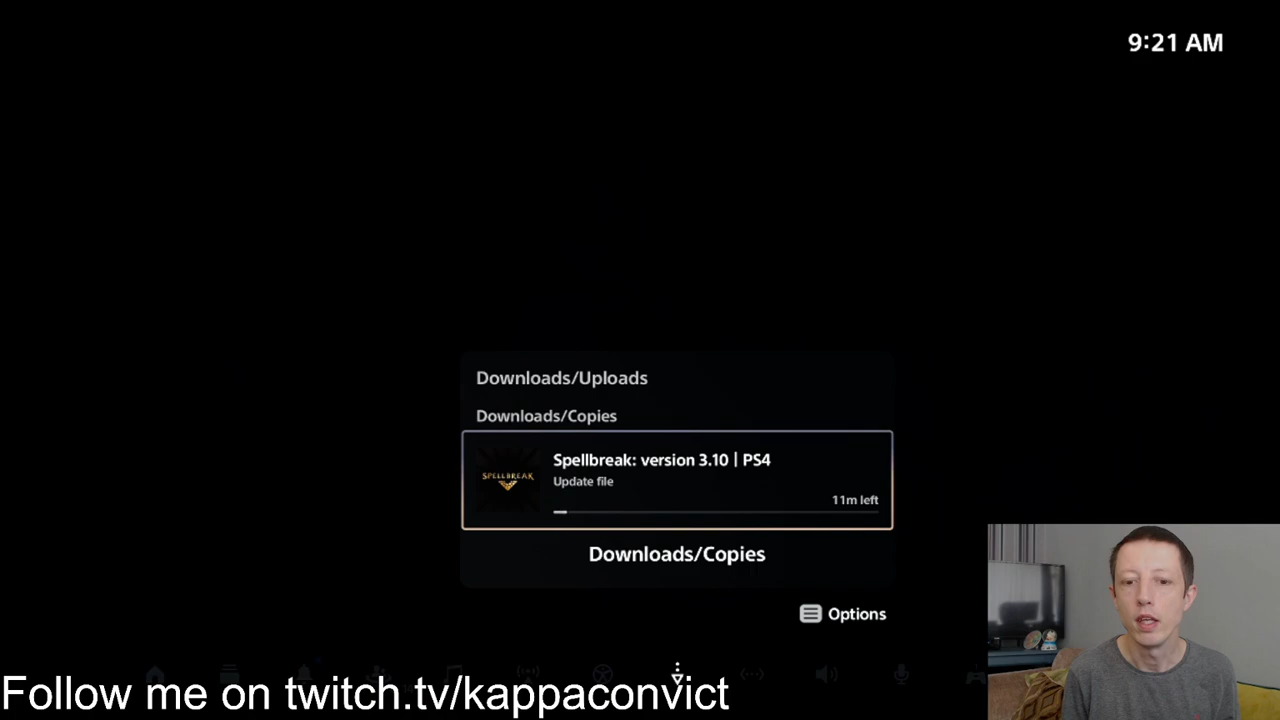 9:21 AM
Downloads/Uploads
Downloads/Copies
Spellbreak: version 3.10 | PS4
SPELLBREAK
Update file
11m left
Downloads/Copies
Options
Follow me on twitch.tv/kappaconvict